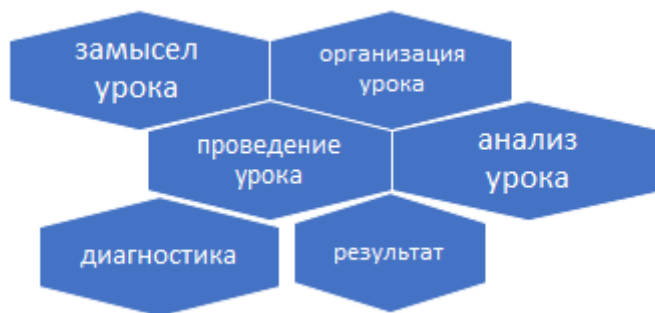 замысел
урока
организация
урока
проведение
урока
анализ
урока
диагностика
результат